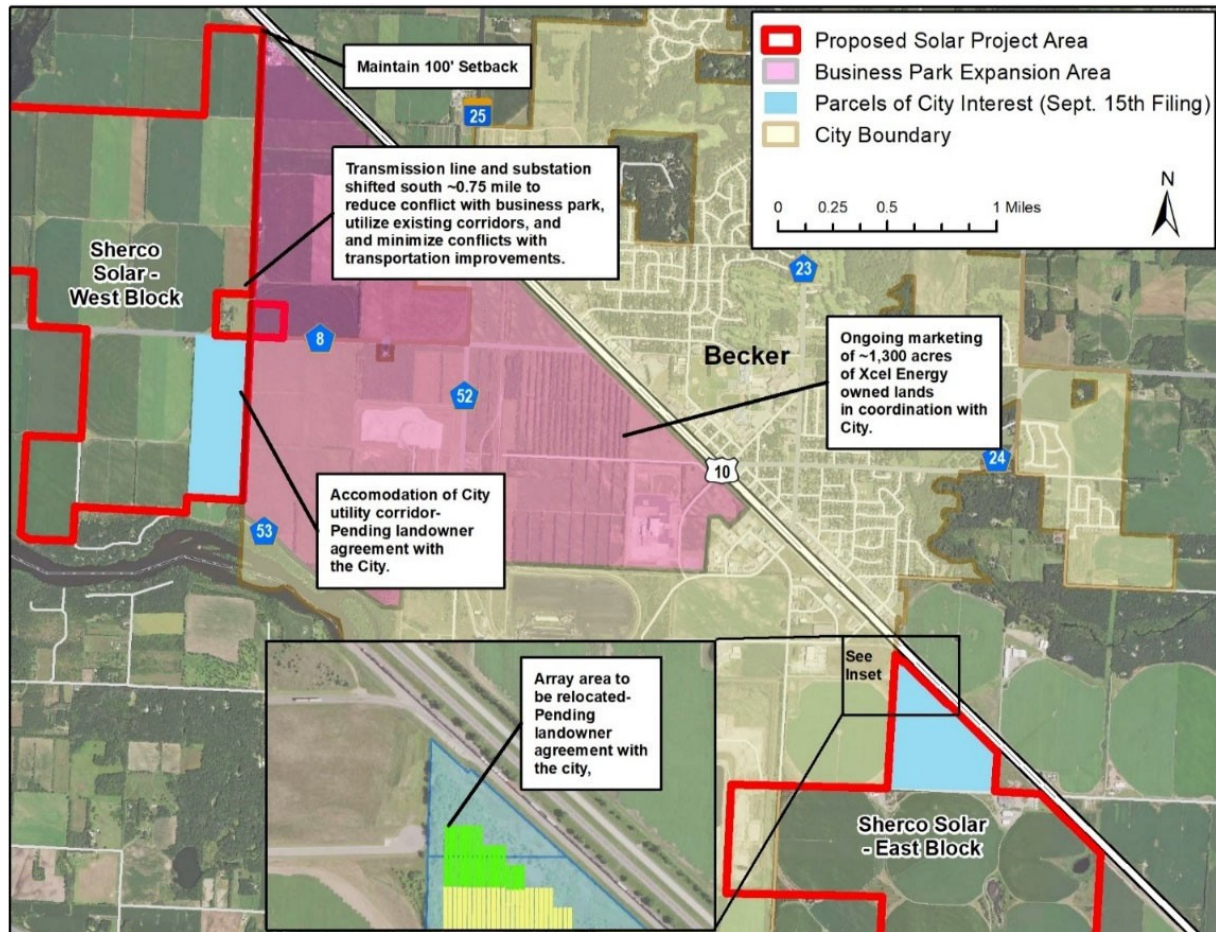 Proposed Solar Project Area
Business Park Expansion Area
Parcels of City Interest (Sept. 15th Filing)
City Boundary
N
0 0.25 0.5 1 Miles
Maintain 100' Setback
25
Transmission line and substation
shifted south ~0.75 mile to
reduce conflict with business park,
utilize existing corridors, and
and minimize conflicts with
transportation improvements.
Sherco
Solar -
West Block
23
8
Becker
52
Ongoing marketing
of ~1,300 acres
of Xcel Energy
owned lands
in coordination with
City.
24
10
Accomodation of City
utility corridor-
Pending landowner
agreement with
the City.
53
See
Inset
Array area to
be relocated-
Pending
landowner
agreement with
the city,
Sherco Solar
- East Block